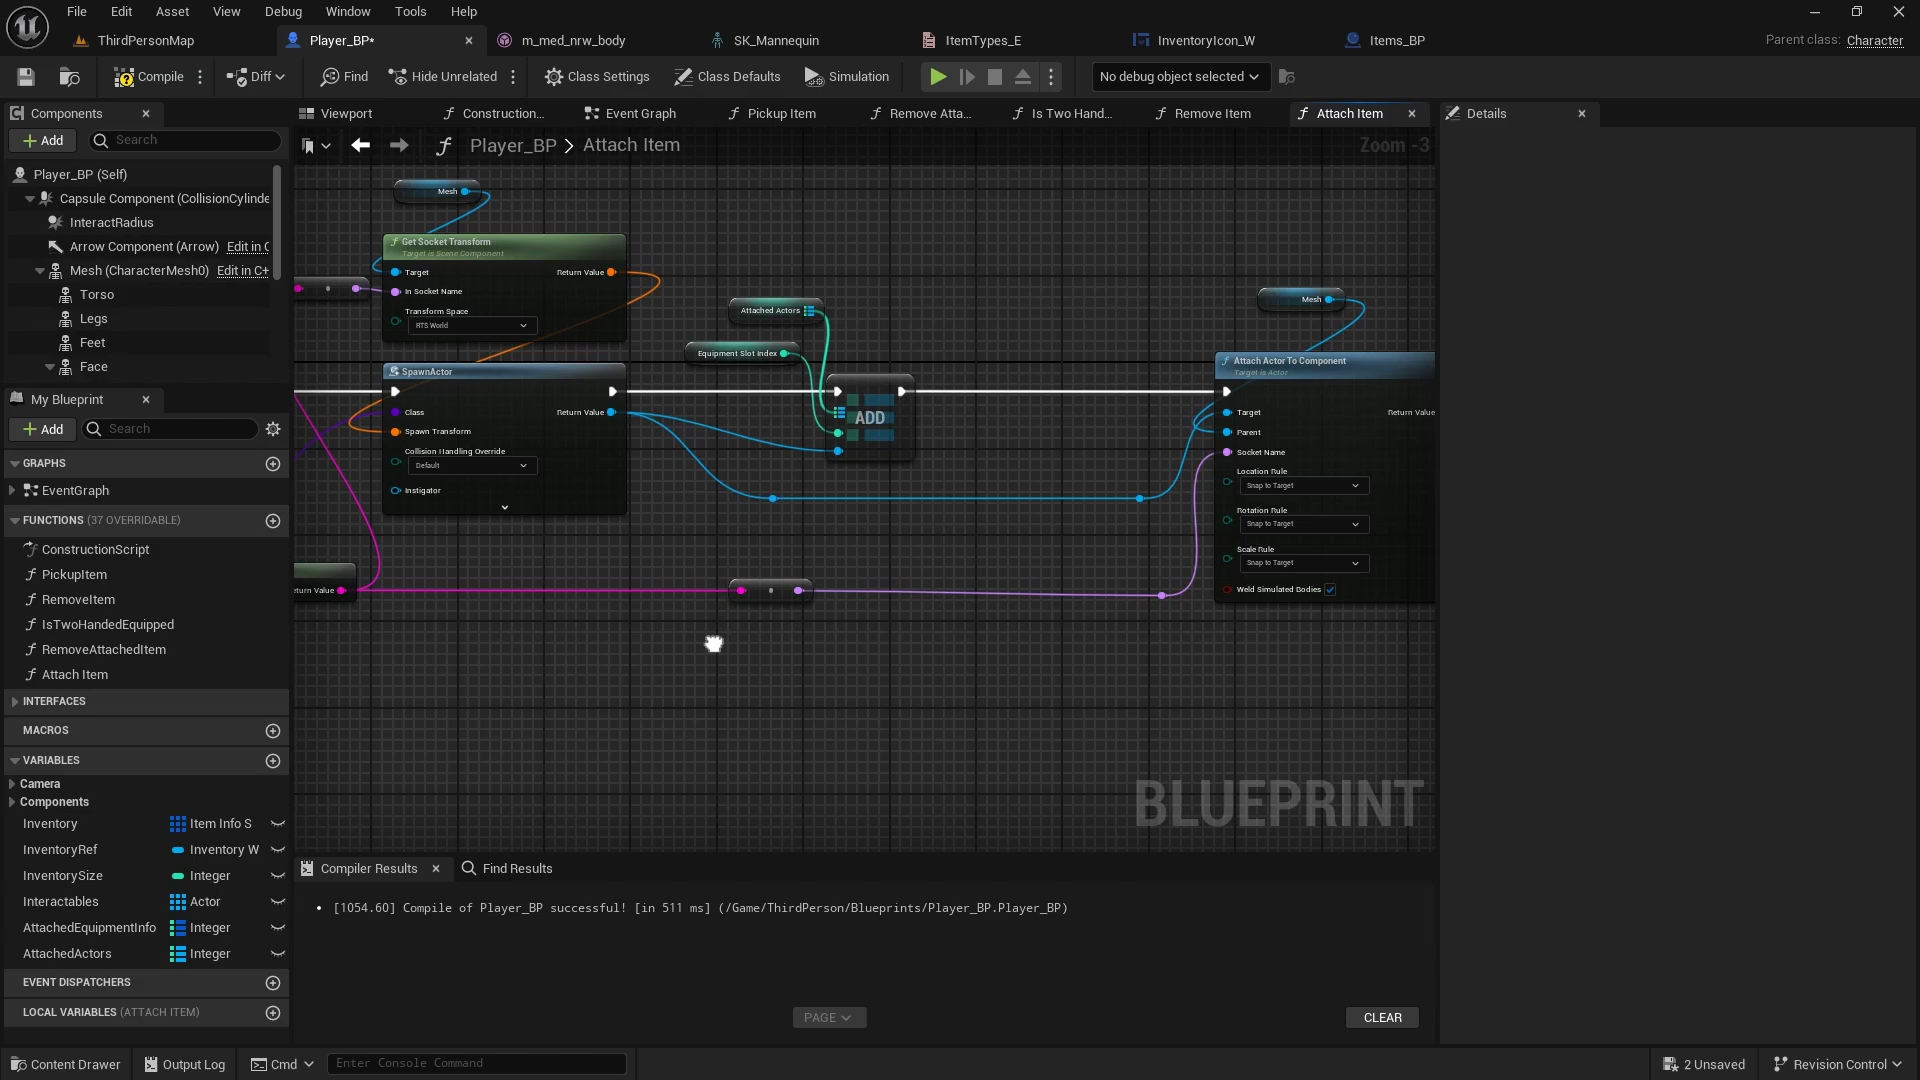 File Edit Asset View Debug Window Tools Help
ThirdPersonMap
Player_BP*
m_med_nrw_body
SK_Mannequin
ItemTypes_E
InventoryIcon_W
Items_BP
Parent class: Character
Compile
Diff
Find
Hide Unrelated
Class Settings
Class Defaults
Simulation
No debug object selected
Components
Add
Search
Player_BP (Self)
Capsule Component (CollisionCylinde
InteractRadius
Arrow Component (Arrow) Edit in C
Mesh (CharacterMesh0) Edit in C+
Torso
Legs
Feet
Face
My Blueprint
Add
Search
GRAPHS
EventGraph
FUNCTIONS (37 OVERRIDABLE)
ConstructionScript
PickupItem
RemoveItem
IsTwoHandedEquipped
RemoveAttachedItem
Attach Item
INTERFACES
MACROS
VARIABLES
Camera
Components
Inventory Item Info S
InventoryRef Inventory W
InventorySize Integer
Interactables Actor
AttachedEquipmentInfo Integer
AttachedActors Integer
EVENT DISPATCHERS
LOCAL VARIABLES (ATTACH ITEM)
Viewport
Construction...
Event Graph
Pickup Item
Remove Atta...
Is Two Hand...
Remove Item
Attach Item
Player_BP > Attach Item
Zoom -3
Mesh
Get Socket Transform
Target is Scene Component
Target Return Value
In Socket Name
Transform Space
RTS World
SpawnActor
Class Return Value
Spawn Transform
Collision Handling Override
Default
Instigator
Attached Actors
Equipment Slot Index
ADD
Mesh
Attach Actor To Component
Target is Actor
Target Return Value
Parent
Socket Name
Location Rule
Snap to Target
Rotation Rule
Snap to Target
Scale Rule
Snap to Target
Weld Simulated Bodies
eturn Value
BLUEPRINT
Details
Compiler Results
Find Results
[1054.60] Compile of Player_BP successful! [in 511 ms] (/Game/ThirdPerson/Blueprints/Player_BP.Player_BP)
PAGE
CLEAR
Content Drawer
Output Log
Cmd
Enter Console Command
2 Unsaved
Revision Control